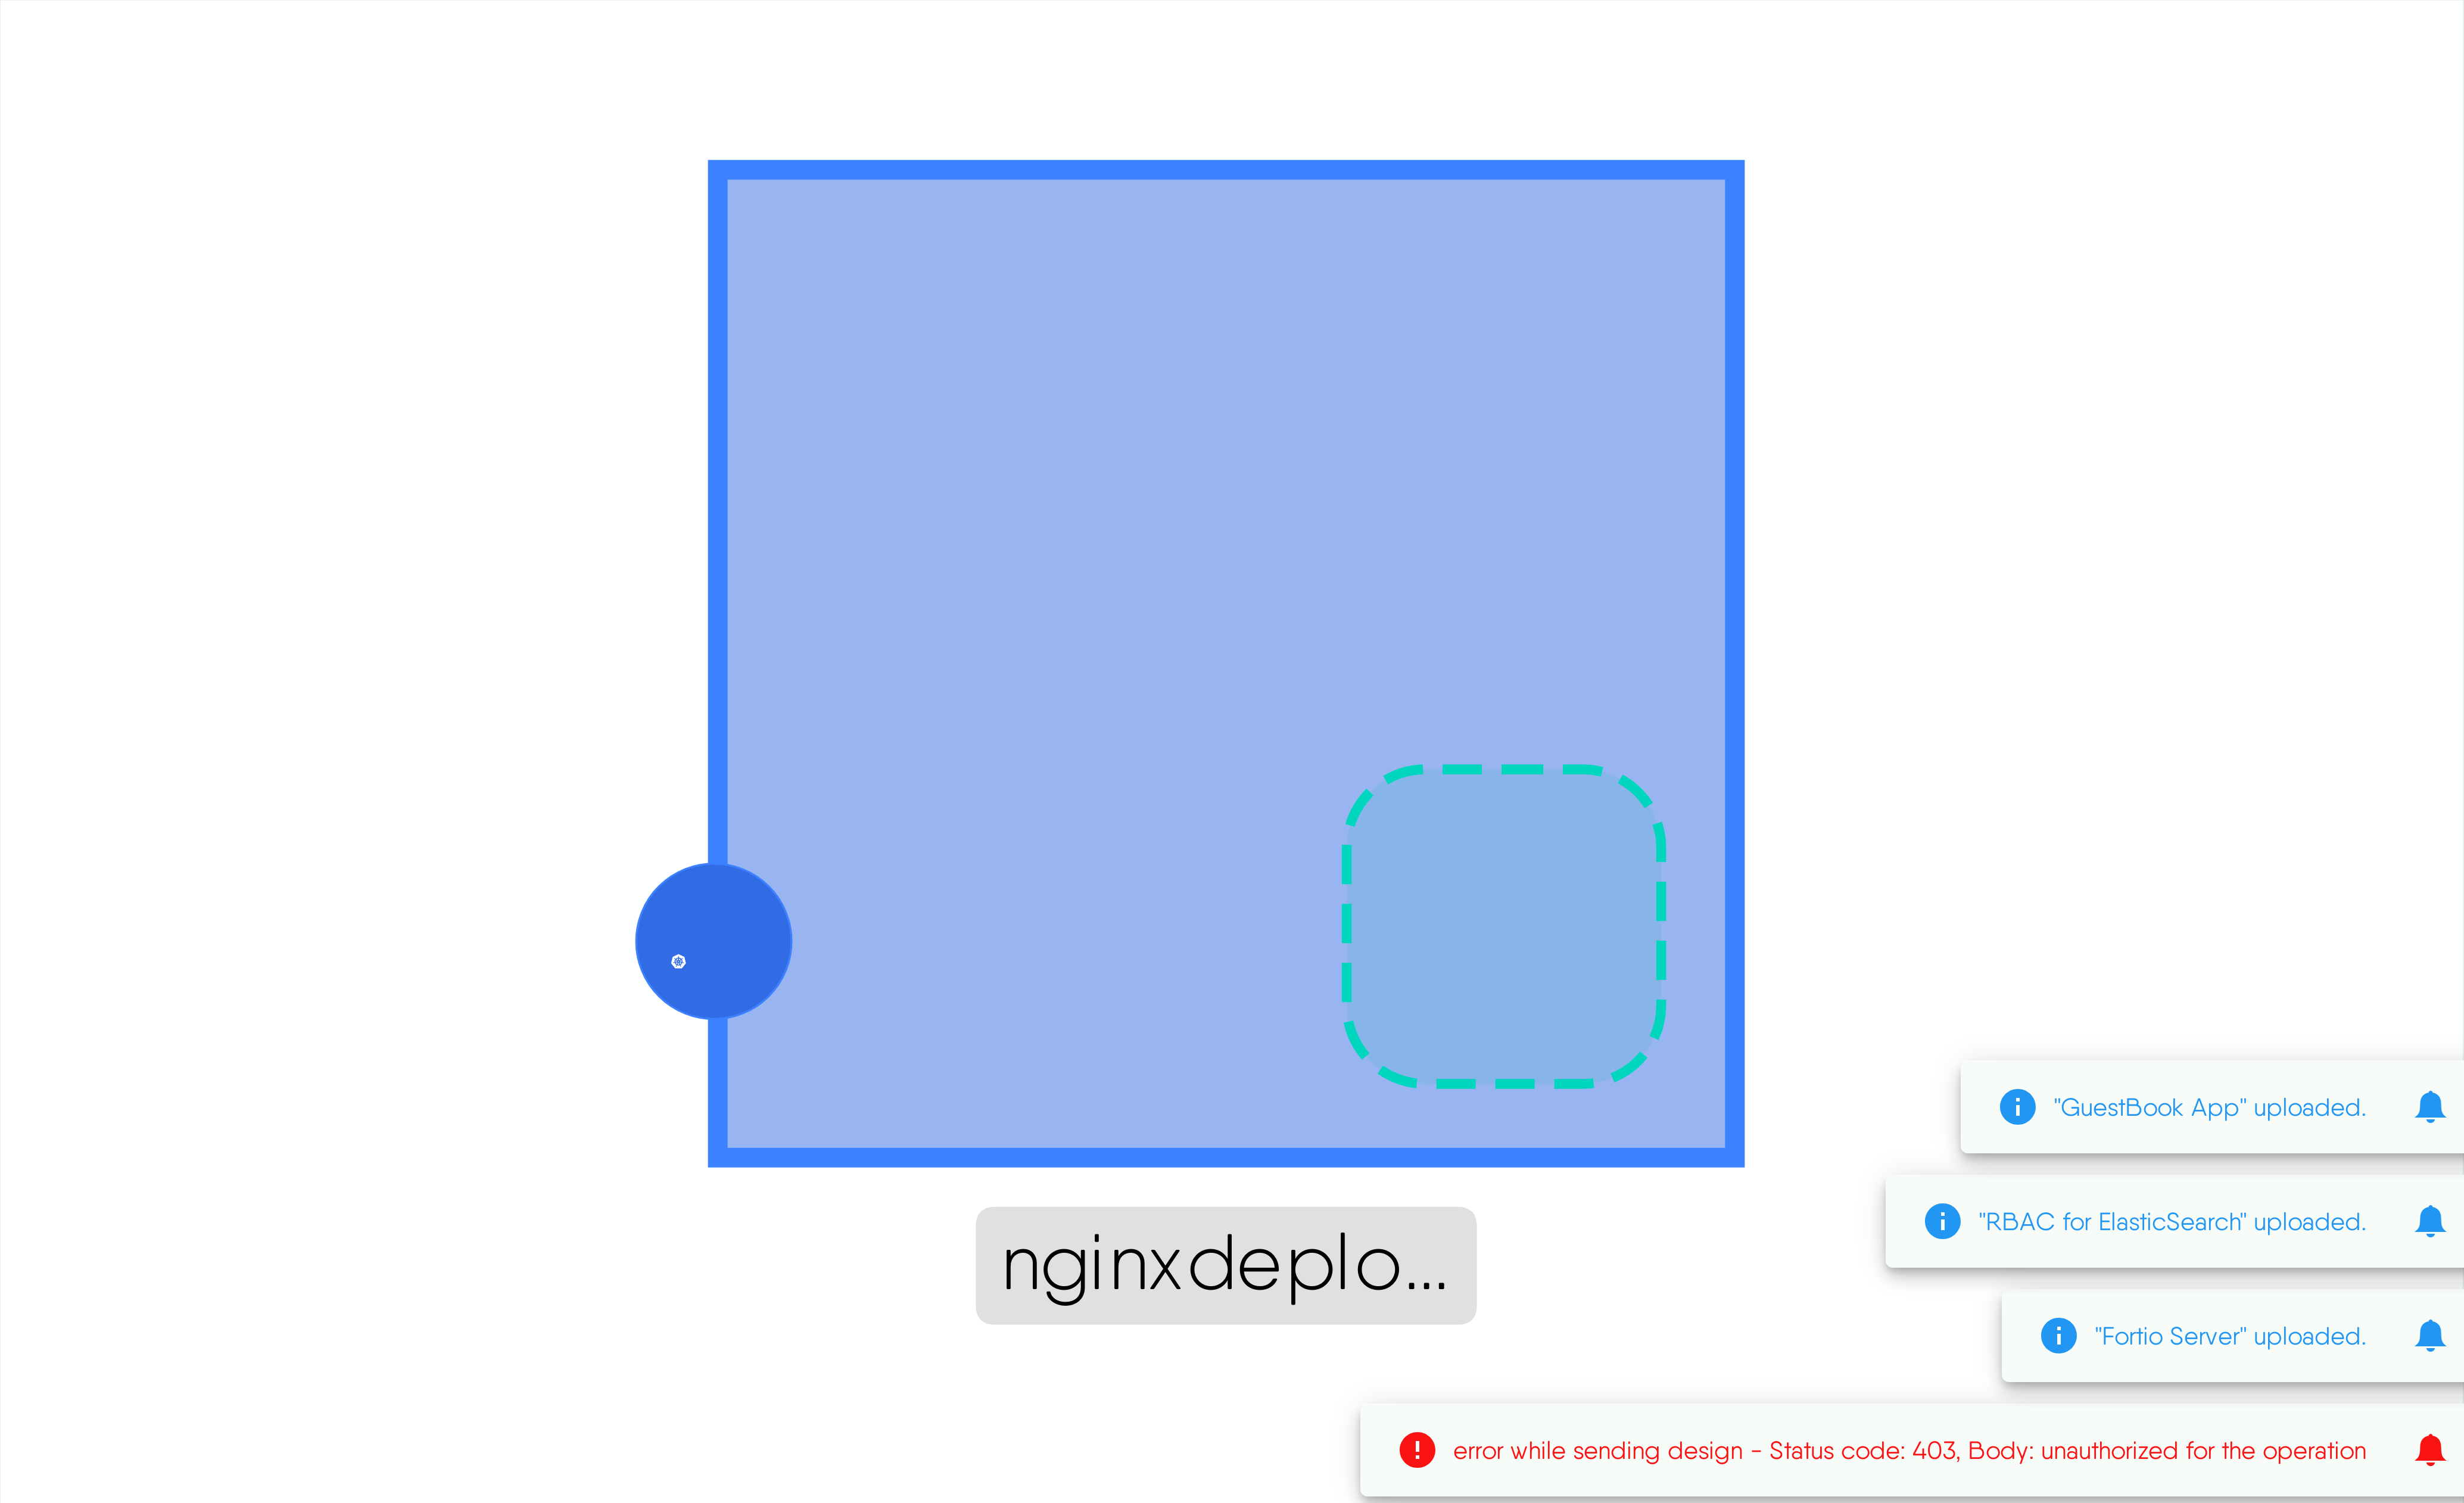 "GuestBook App" uploaded.
"RBAC for ElasticSearch" uploaded.
nginxdeplo...
"Fortio Server" uploaded.
error while sending design - Status code: 403, Body: unauthorized for the operation